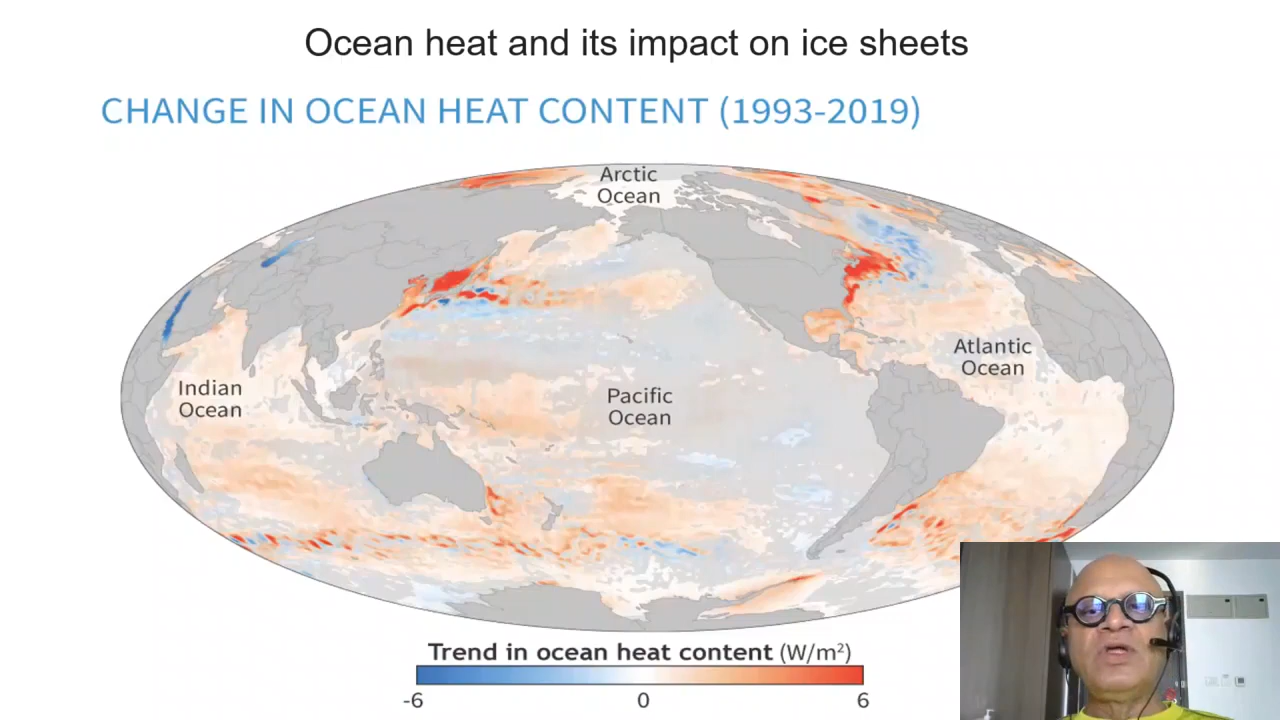 Ocean heat and its impact on ice sheets
CHANGE IN OCEAN HEAT CONTENT (1993-2019)
Arctic
Ocean
Atlantic
Ocean
Indian
Ocean
Pacific
Ocean
Trend in ocean heat content (W/m²)
-6 0 6